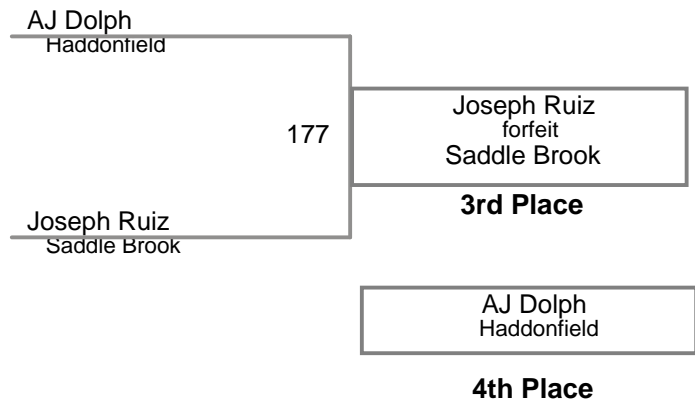 AJ Dolph
Haddonfield
177
Joseph Ruiz
forfeit
Saddle Brook
3rd Place
Joseph Ruiz
Saddle Brook
AJ Dolph
Haddonfield
4th Place